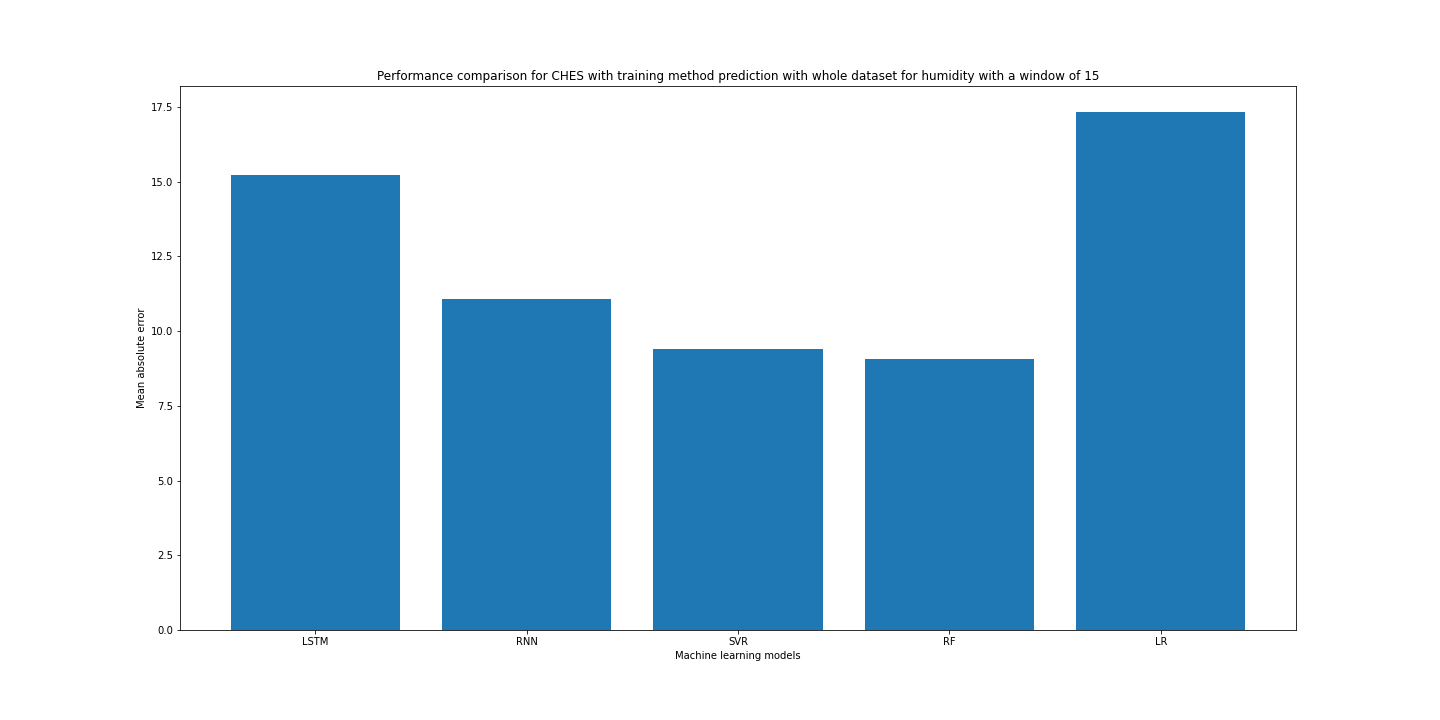 Performance comparison for CHES with training method prediction with whole dataset for humidity with a window of 15
17.5
15.0
12.5
10.0
7.5
5.0
2.5
0.0
Mean absolute error
LSTM RNN SVR RF LR
Machine learning models